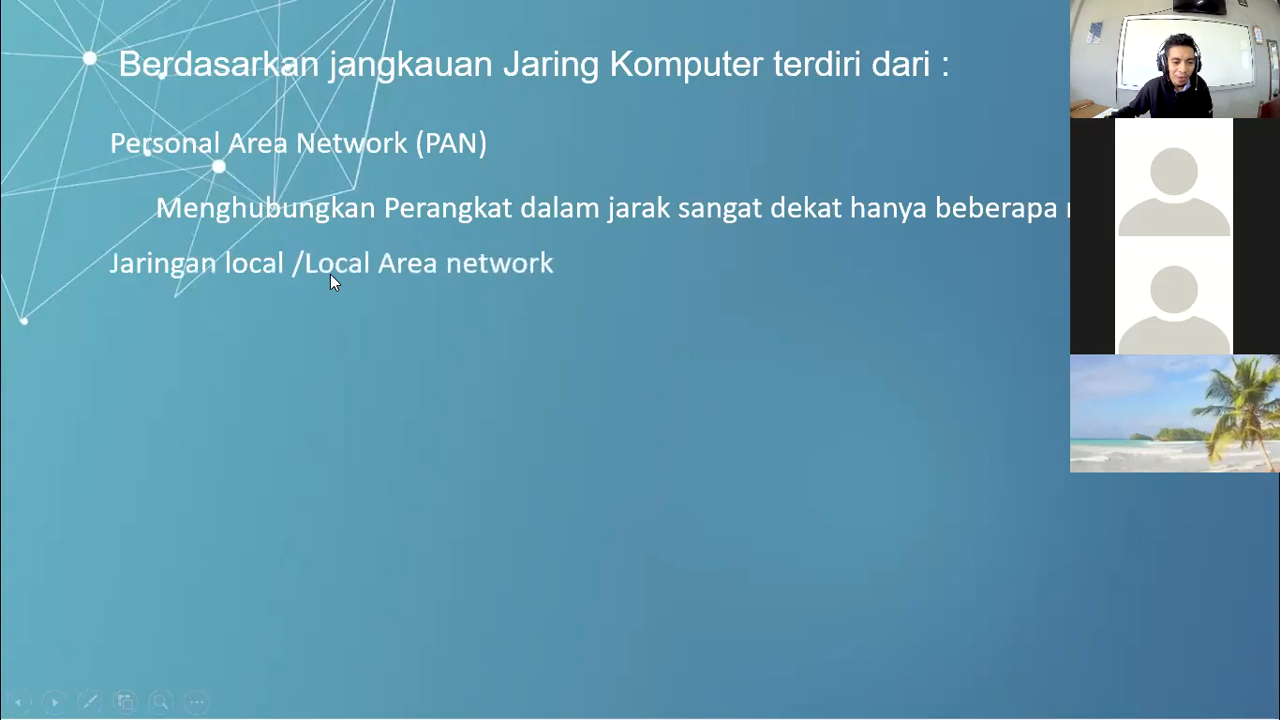 Berdasarkan jangkauan Jaring Komputer terdiri dari :
Personal Area Network (PAN)
Menghubungkan Perangkat dalam jarak sangat dekat hanya beberapa
Jaringan local /Local Area network